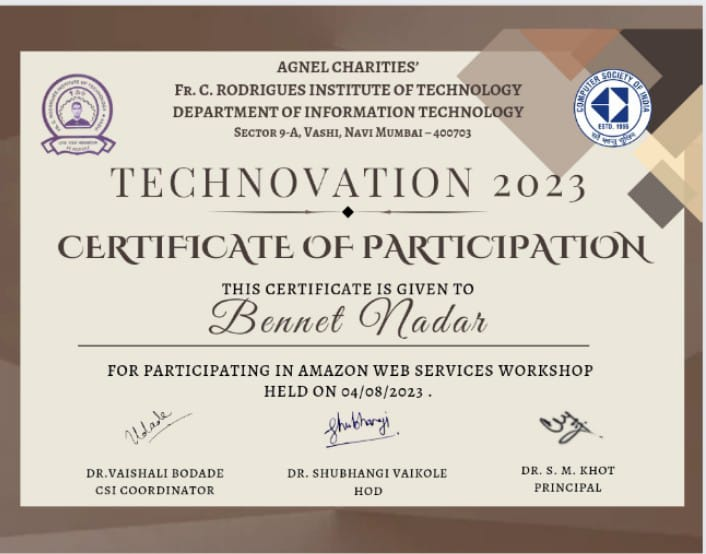 AGNEL CHARITIES'
FR. C. RODRIGUES INSTITUTE OF TECHNOLOGY
DEPARTMENT OF INFORMATION TECHNOLOGY
SECTOR 9-A, VASHI, NAVI MUMBAI – 400703
COMPUTER SOCIETY OF INDIA
ESTD. 1965
TECHNOVATION 2023
CERTIFICATE OF PARTICIPATION
THIS CERTIFICATE IS GIVEN TO
Bennet Nadar
FOR PARTICIPATING IN AMAZON WEB SERVICES WORKSHOP
HELD ON 04/08/2023 .
Udade
Shubhangi
DR.VAISHALI BODADE
CSI COORDINATOR
DR. SHUBHANGI VAIKOLE
HOD
DR. S. M. KHOT
PRINCIPAL